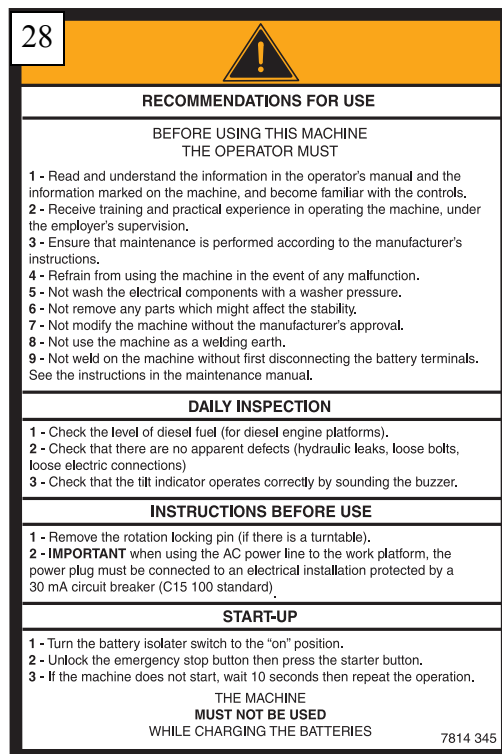 28
RECOMMENDATIONS FOR USE
BEFORE USING THIS MACHINE
THE OPERATOR MUST
1 - Read and understand the information in the operator's manual and the
information marked on the machine, and become familiar with the controls.
2 - Receive training and practical experience in operating the machine, under
the employer's supervision.
3 - Ensure that maintenance is performed according to the manufacturer's
instructions.
4 - Refrain from using the machine in the event of any malfunction.
5 - Not wash the electrical components with a washer pressure.
6 - Not remove any parts which might affect the stability.
7 - Not modify the machine without the manufacturer's approval.
8 - Not use the machine as a welding earth.
9 - Not weld on the machine without first disconnecting the battery terminals.
See the instructions in the maintenance manual.
DAILY INSPECTION
1 - Check the level of diesel fuel (for diesel engine platforms).
2 - Check that there are no apparent defects (hydraulic leaks, loose bolts,
loose electric connections)
3 - Check that the tilt indicator operates correctly by sounding the buzzer.
INSTRUCTIONS BEFORE USE
1 - Remove the rotation locking pin (if there is a turntable).
2 - IMPORTANT when using the AC power line to the work platform, the
power plug must be connected to an electrical installation protected by a
30 mA circuit breaker (C15 100 standard).
START-UP
1 - Turn the battery isolater switch to the “on” position.
2 - Unlock the emergency stop button then press the starter button.
3 - If the machine does not start, wait 10 seconds then repeat the operation.
THE MACHINE
MUST NOT BE USED
WHILE CHARGING THE BATTERIES
7814 345